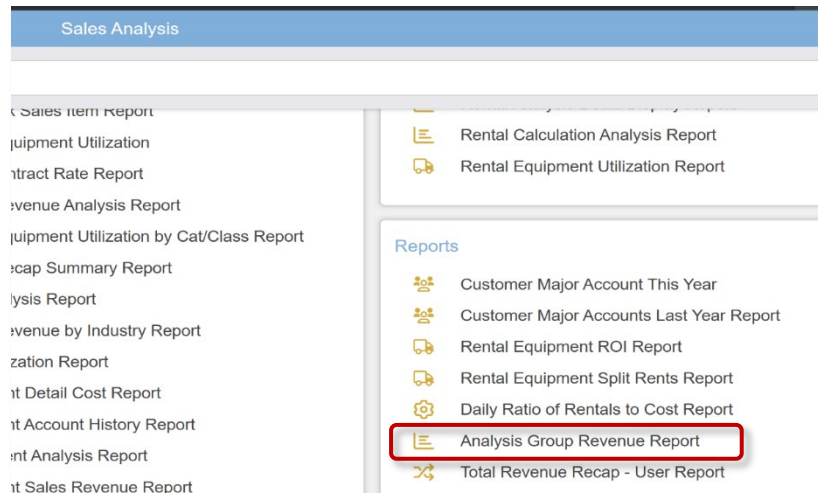 Sales Analysis
Sales Item Report
quipment Utilization
ntract Rate Report
evenue Analysis Report
quipment Utilization by Cat/Class Report
ecap Summary Report
lysis Report
evenue by Industry Report
zation Report
nt Detail Cost Report
nt Account History Report
ent Analysis Report
nt Sales Revenue Report
Rental Calculation Analysis Report
Rental Equipment Utilization Report
Reports
Customer Major Account This Year
Customer Major Accounts Last Year Report
Rental Equipment ROI Report
Rental Equipment Split Rents Report
Daily Ratio of Rentals to Cost Report
Analysis Group Revenue Report
Total Revenue Recap - User Report